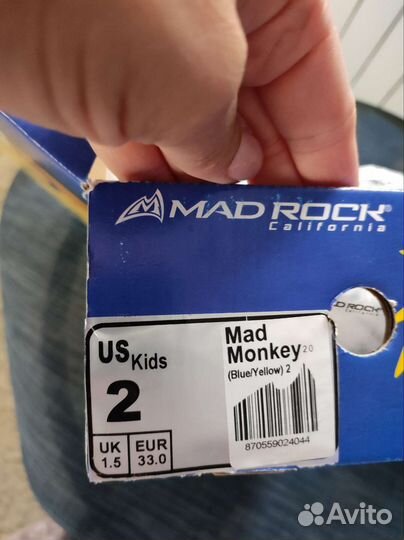 MAD ROCK®
California
D ROCK
US Kids
2
UK 1.5
EUR 33.0
Mad
Monkey 2.0
(Blue/Yellow) 2
870559024044
Avito